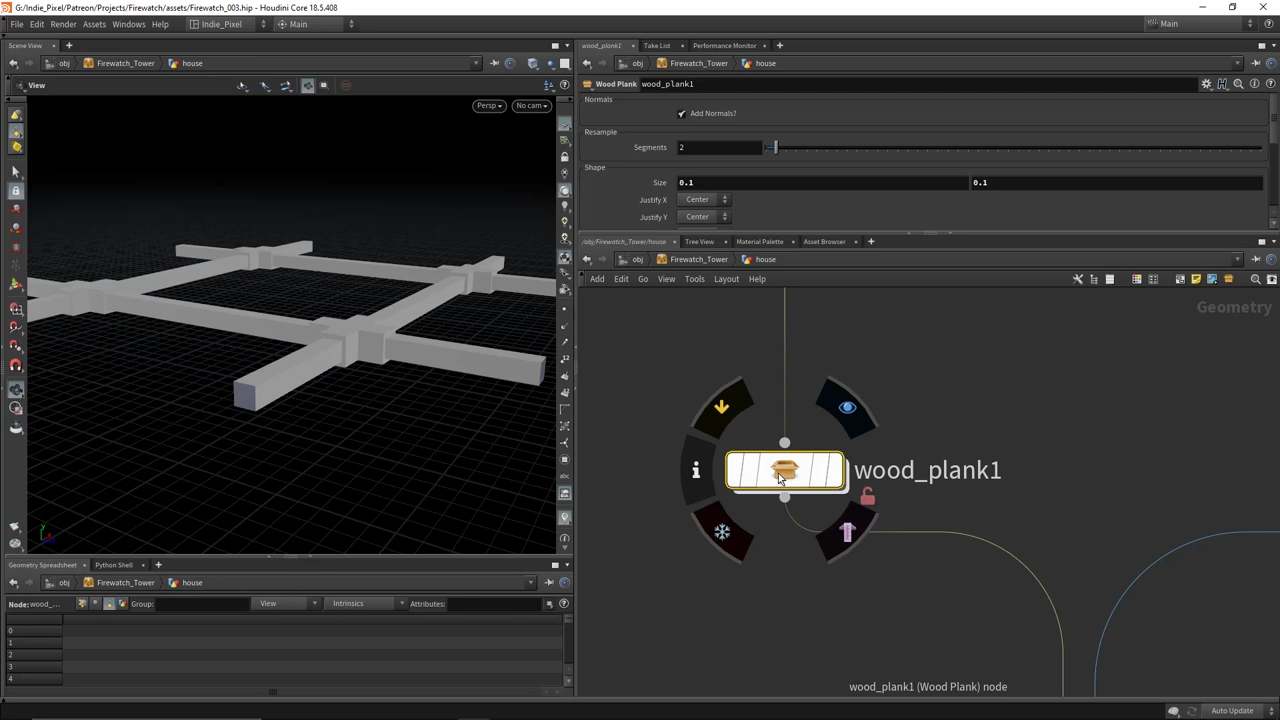 G:/Indie_Pixel/Patreon/Projects/Firewatch/assets/Firewatch_003.hip - Houdini Core 18.5.408
File Edit Render Assets Windows Help Indie_Pixel Main Main
Scene View
obj Firewatch_Tower house
View
Persp No cam
12
abc
y
Geometry Spreadsheet Python Shell
obj Firewatch_Tower house
Node: wood_... Group: View Intrinsics Attributes:
0
1
2
3
4
wood_plank1 Take List Performance Monitor
obj Firewatch_Tower house
Wood Plank wood_plank1
Normals
Add Normals?
Resample
Segments 2
Shape
Size 0.1 0.1
Justify X Center
Justify Y Center
/obj/Firewatch_Tower/house Tree View Material Palette Asset Browser
obj Firewatch_Tower house
Add Edit Go View Tools Layout Help
Geometry
wood_plank1
wood_plank1 (Wood Plank) node
Auto Update